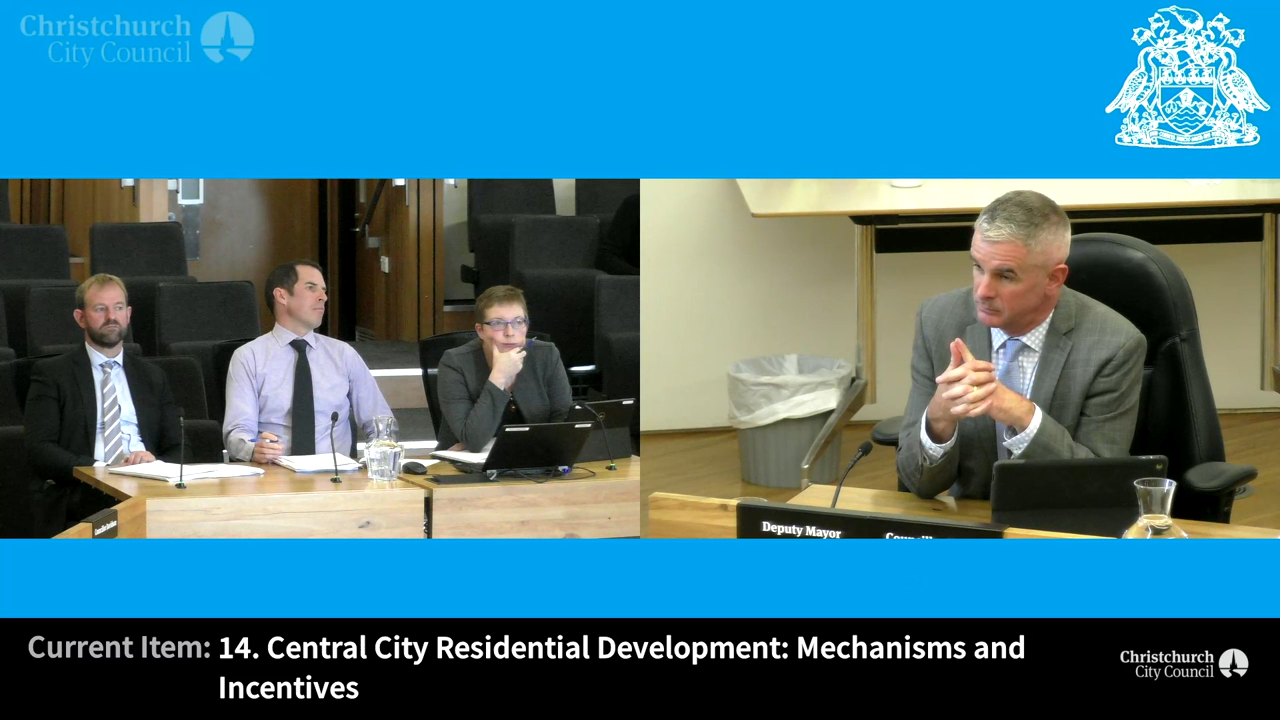 Christchurch
City Council
Deputy Mayor
Current Item: 14. Central City Residential Development: Mechanisms and
Incentives
Christchurch
City Council